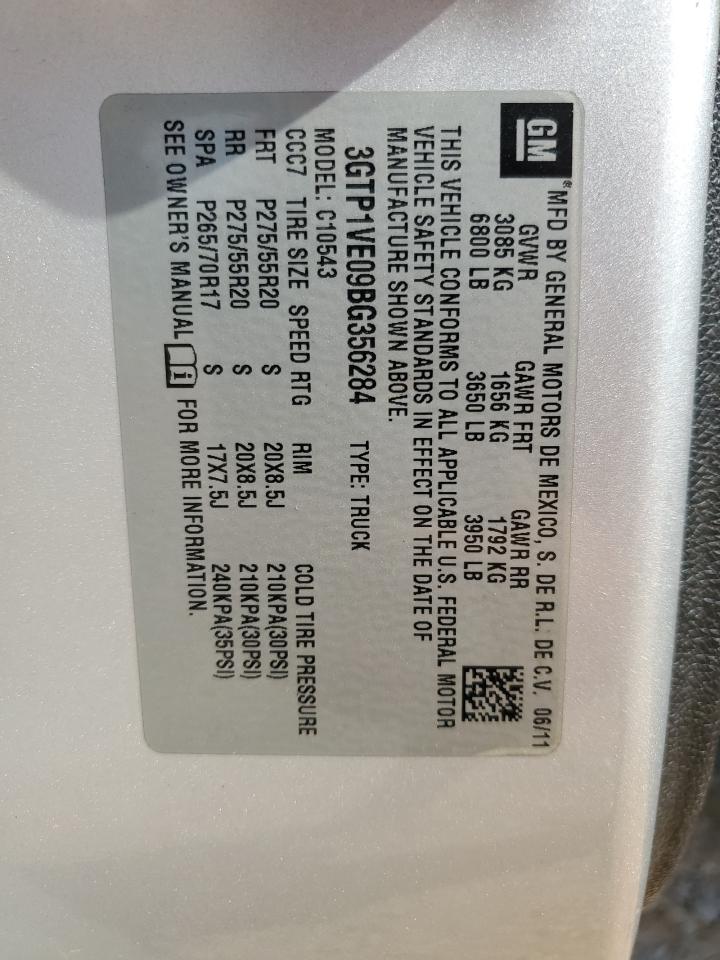 GM
® MFD BY GENERAL MOTORS DE MEXICO, S. DE R.L. DE C.V. 06/11
GVWR GAWR FRT GAWR RR
3085 KG 1656 KG 1792 KG
6800 LB 3650 LB 3950 LB
THIS VEHICLE CONFORMS TO ALL APPLICABLE U.S. FEDERAL MOTOR
VEHICLE SAFETY STANDARDS IN EFFECT ON THE DATE OF
MANUFACTURE SHOWN ABOVE.
3GTP1VE09BG356284 TYPE: TRUCK
MODEL: C10543
CCC7 TIRE SIZE SPEED RTG RIM COLD TIRE PRESSURE
FRT P275/55R20 S 20X8.5J 210KPA(30PSI)
RR P275/55R20 S 20X8.5J 210KPA(30PSI)
SPA P265/70R17 S 17X7.5J 240KPA(35PSI)
SEE OWNER'S MANUAL i FOR MORE INFORMATION.